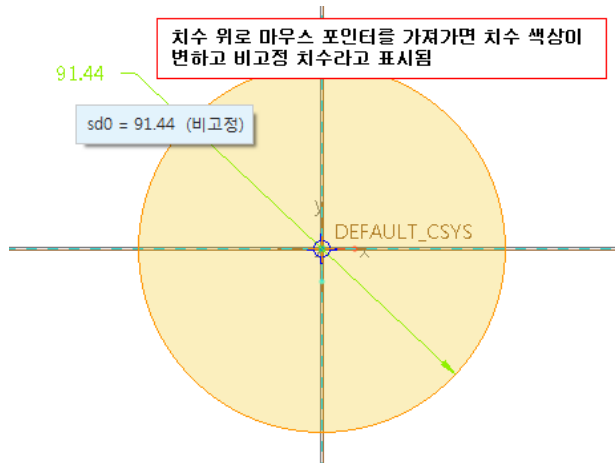 치수 위로 마우스 포인터를 가져가면 치수 색상이
변하고 비고정 치수라고 표시됨
91.44
sd0 = 91.44 (비고정)
y
DEFAULT_CSYS
x